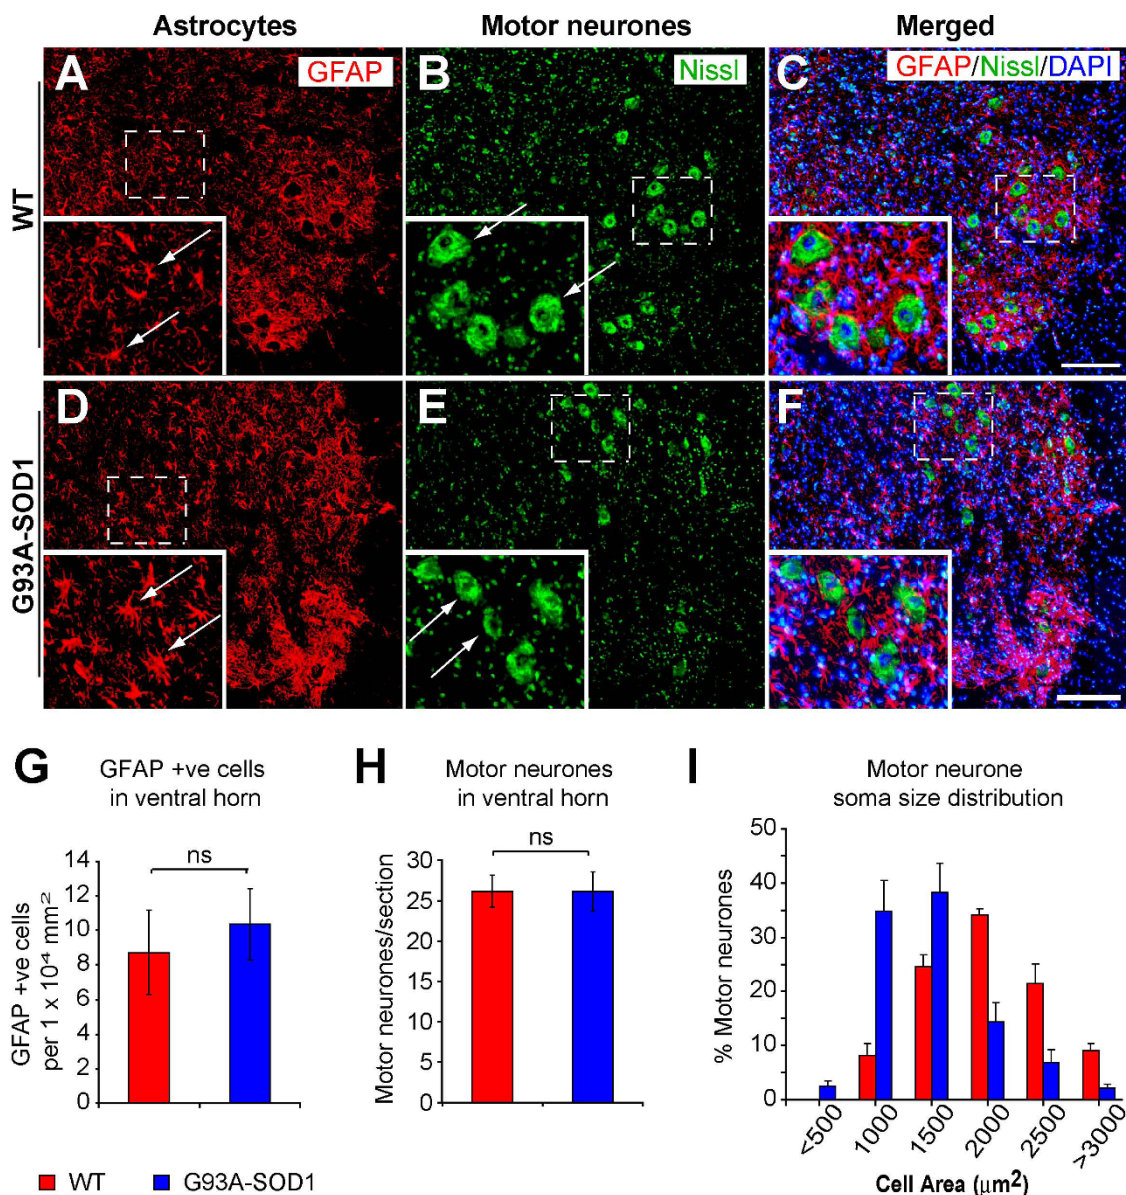 Astrocytes Motor neurones Merged
A GFAP B Nissl C GFAP/Nissl/DAPI
WT
D E F
G93A-SOD1
G GFAP +ve cells
in ventral horn
H Motor neurones
in ventral horn
I Motor neurone
soma size distribution
GFAP +ve cells
per 1 x 10⁴ mm²
14
12
10
8
6
4
2
0
ns
Motor neurones/section
30
25
20
15
10
5
0
ns
% Motor neurones
50
40
30
20
10
0
<500 1000 1500 2000 2500 >3000
Cell Area (µm²)
WT G93A-SOD1